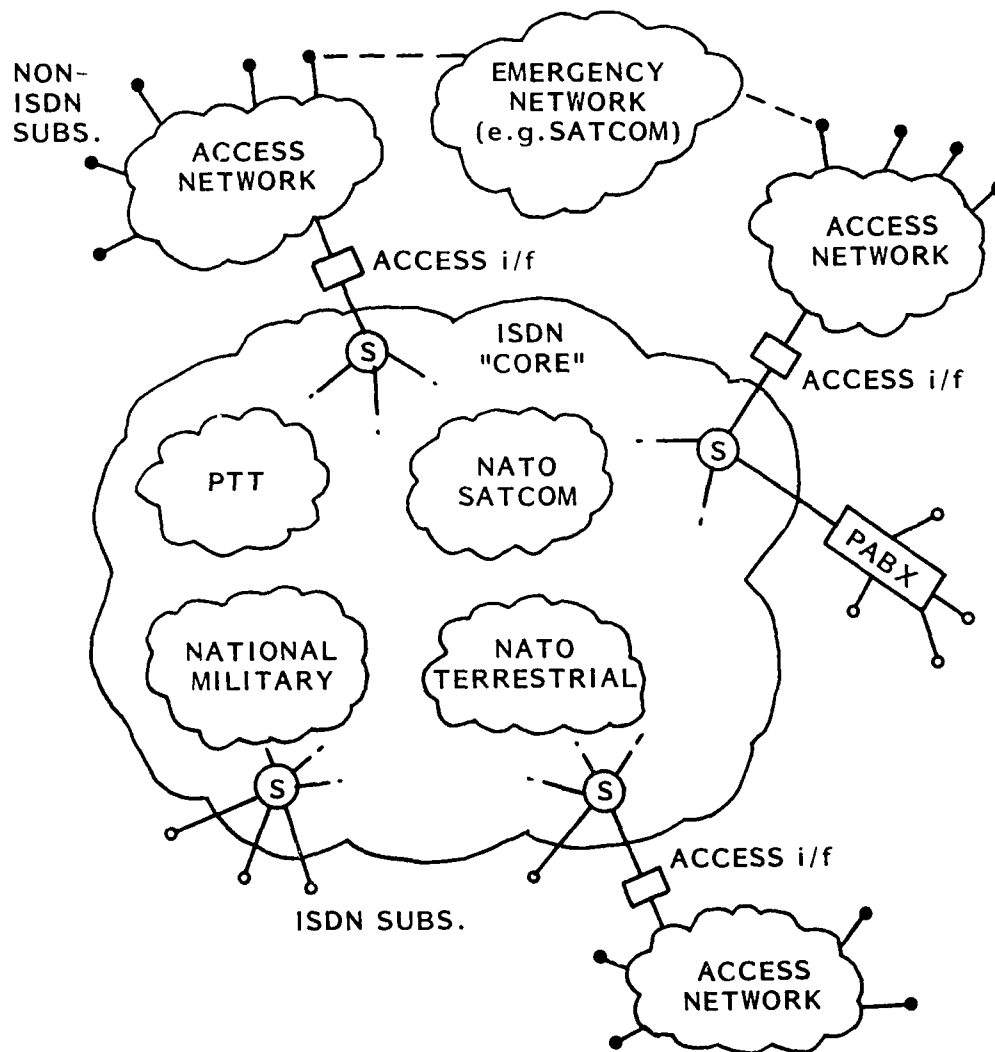 NON-
ISDN
SUBS.
ACCESS
NETWORK
EMERGENCY
NETWORK
(e.g.SATCOM)
ACCESS
NETWORK
ACCESS i/f
ISDN
"CORE"
S
ACCESS i/f
S
PTT
NATO
SATCOM
PABX
NATIONAL
MILITARY
NATO
TERRESTRIAL
S
S
ACCESS i/f
ISDN SUBS.
ACCESS
NETWORK